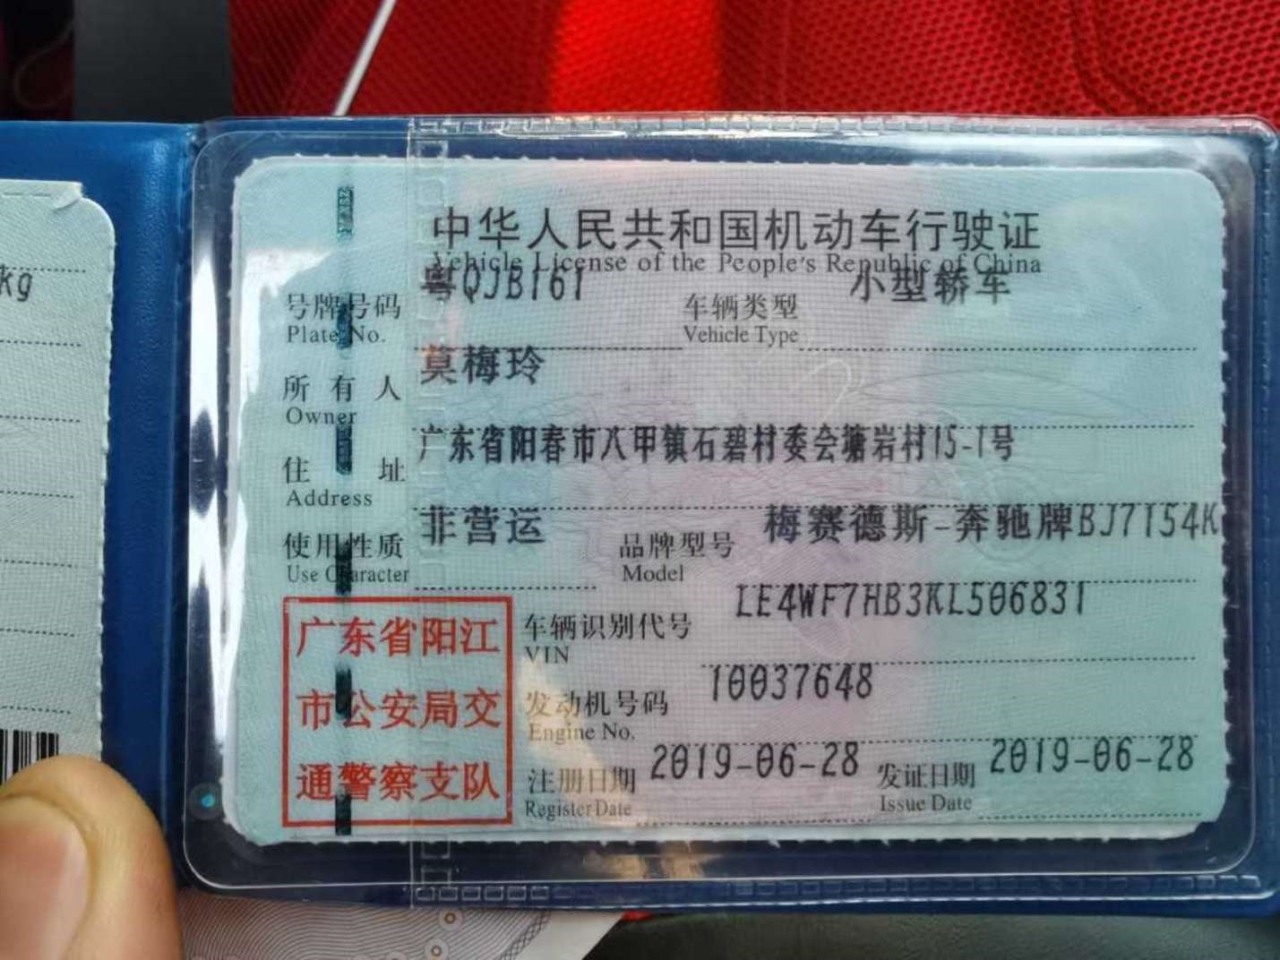 kg
中华人民共和国机动车行驶证
Vehicle License of the People's Republic of China
号牌号码 粤QJB161 车辆类型 小型轿车
Plate No. Vehicle Type
所有人 莫梅玲
Owner
住址 广东省阳春市八甲镇石碧村委会塘岩村15-1号
Address
使用性质 非营运 品牌型号 梅赛德斯-奔驰牌BJ7154K
Use Character Model
广东省阳江
市公安局交
通警察支队
车辆识别代号 LE4WF7HB3KL506831
VIN
发动机号码 10037648
Engine No.
注册日期 2019-06-28 发证日期 2019-06-28
Register Date Issue Date